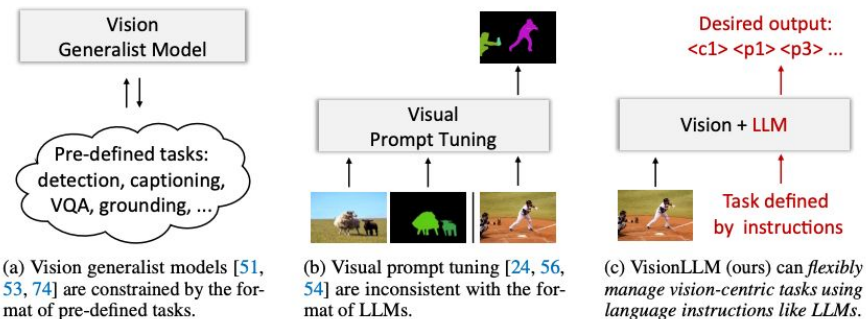 Vision
Generalist Model
Pre-defined tasks:
detection, captioning,
VQA, grounding, ...
(a) Vision generalist models [51,
53, 74] are constrained by the for-
mat of pre-defined tasks.
Visual
Prompt Tuning
(b) Visual prompt tuning [24, 56,
54] are inconsistent with the for-
mat of LLMs.
Desired output:
<c1> <p1> <p3> ...
Vision + LLM
Task defined
by instructions
(c) VisionLLM (ours) can flexibly
manage vision-centric tasks using
language instructions like LLMs.